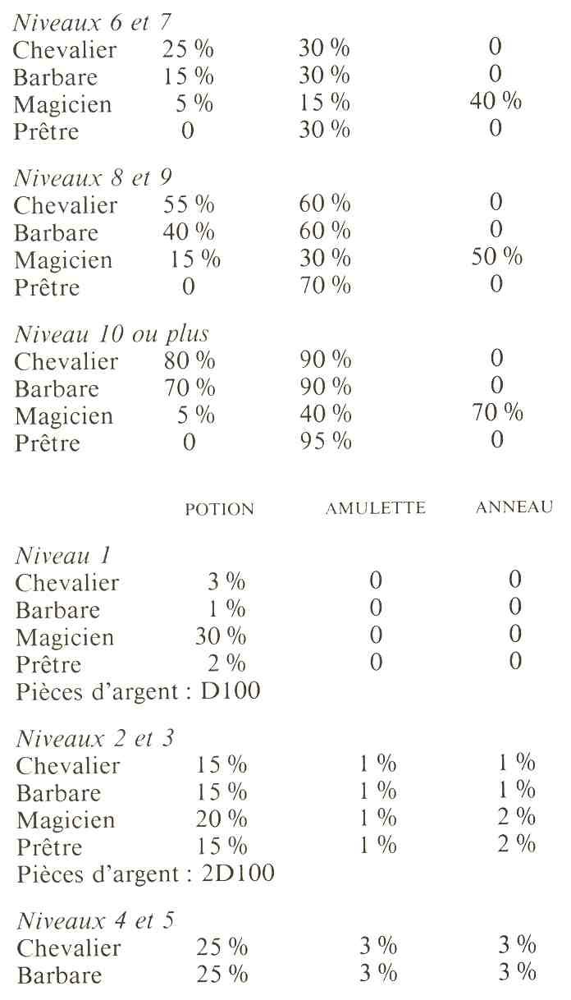 Niveaux 6 et 7
Chevalier 25 % 30 % 0
Barbare 15 % 30 % 0
Magicien 5 % 15 % 40 %
Prêtre 0 30 % 0
Niveaux 8 et 9
Chevalier 55 % 60 % 0
Barbare 40 % 60 % 0
Magicien 15 % 30 % 50 %
Prêtre 0 70 % 0
Niveau 10 ou plus
Chevalier 80 % 90 % 0
Barbare 70 % 90 % 0
Magicien 5 % 40 % 70 %
Prêtre 0 95 % 0
POTION AMULETTE ANNEAU
Niveau 1
Chevalier 3 % 0 0
Barbare 1 % 0 0
Magicien 30 % 0 0
Prêtre 2 % 0 0
Pièces d'argent : D100
Niveaux 2 et 3
Chevalier 15 % 1 % 1 %
Barbare 15 % 1 % 1 %
Magicien 20 % 1 % 2 %
Prêtre 15 % 1 % 2 %
Pièces d'argent : 2D100
Niveaux 4 et 5
Chevalier 25 % 3 % 3 %
Barbare 25 % 3 % 3 %